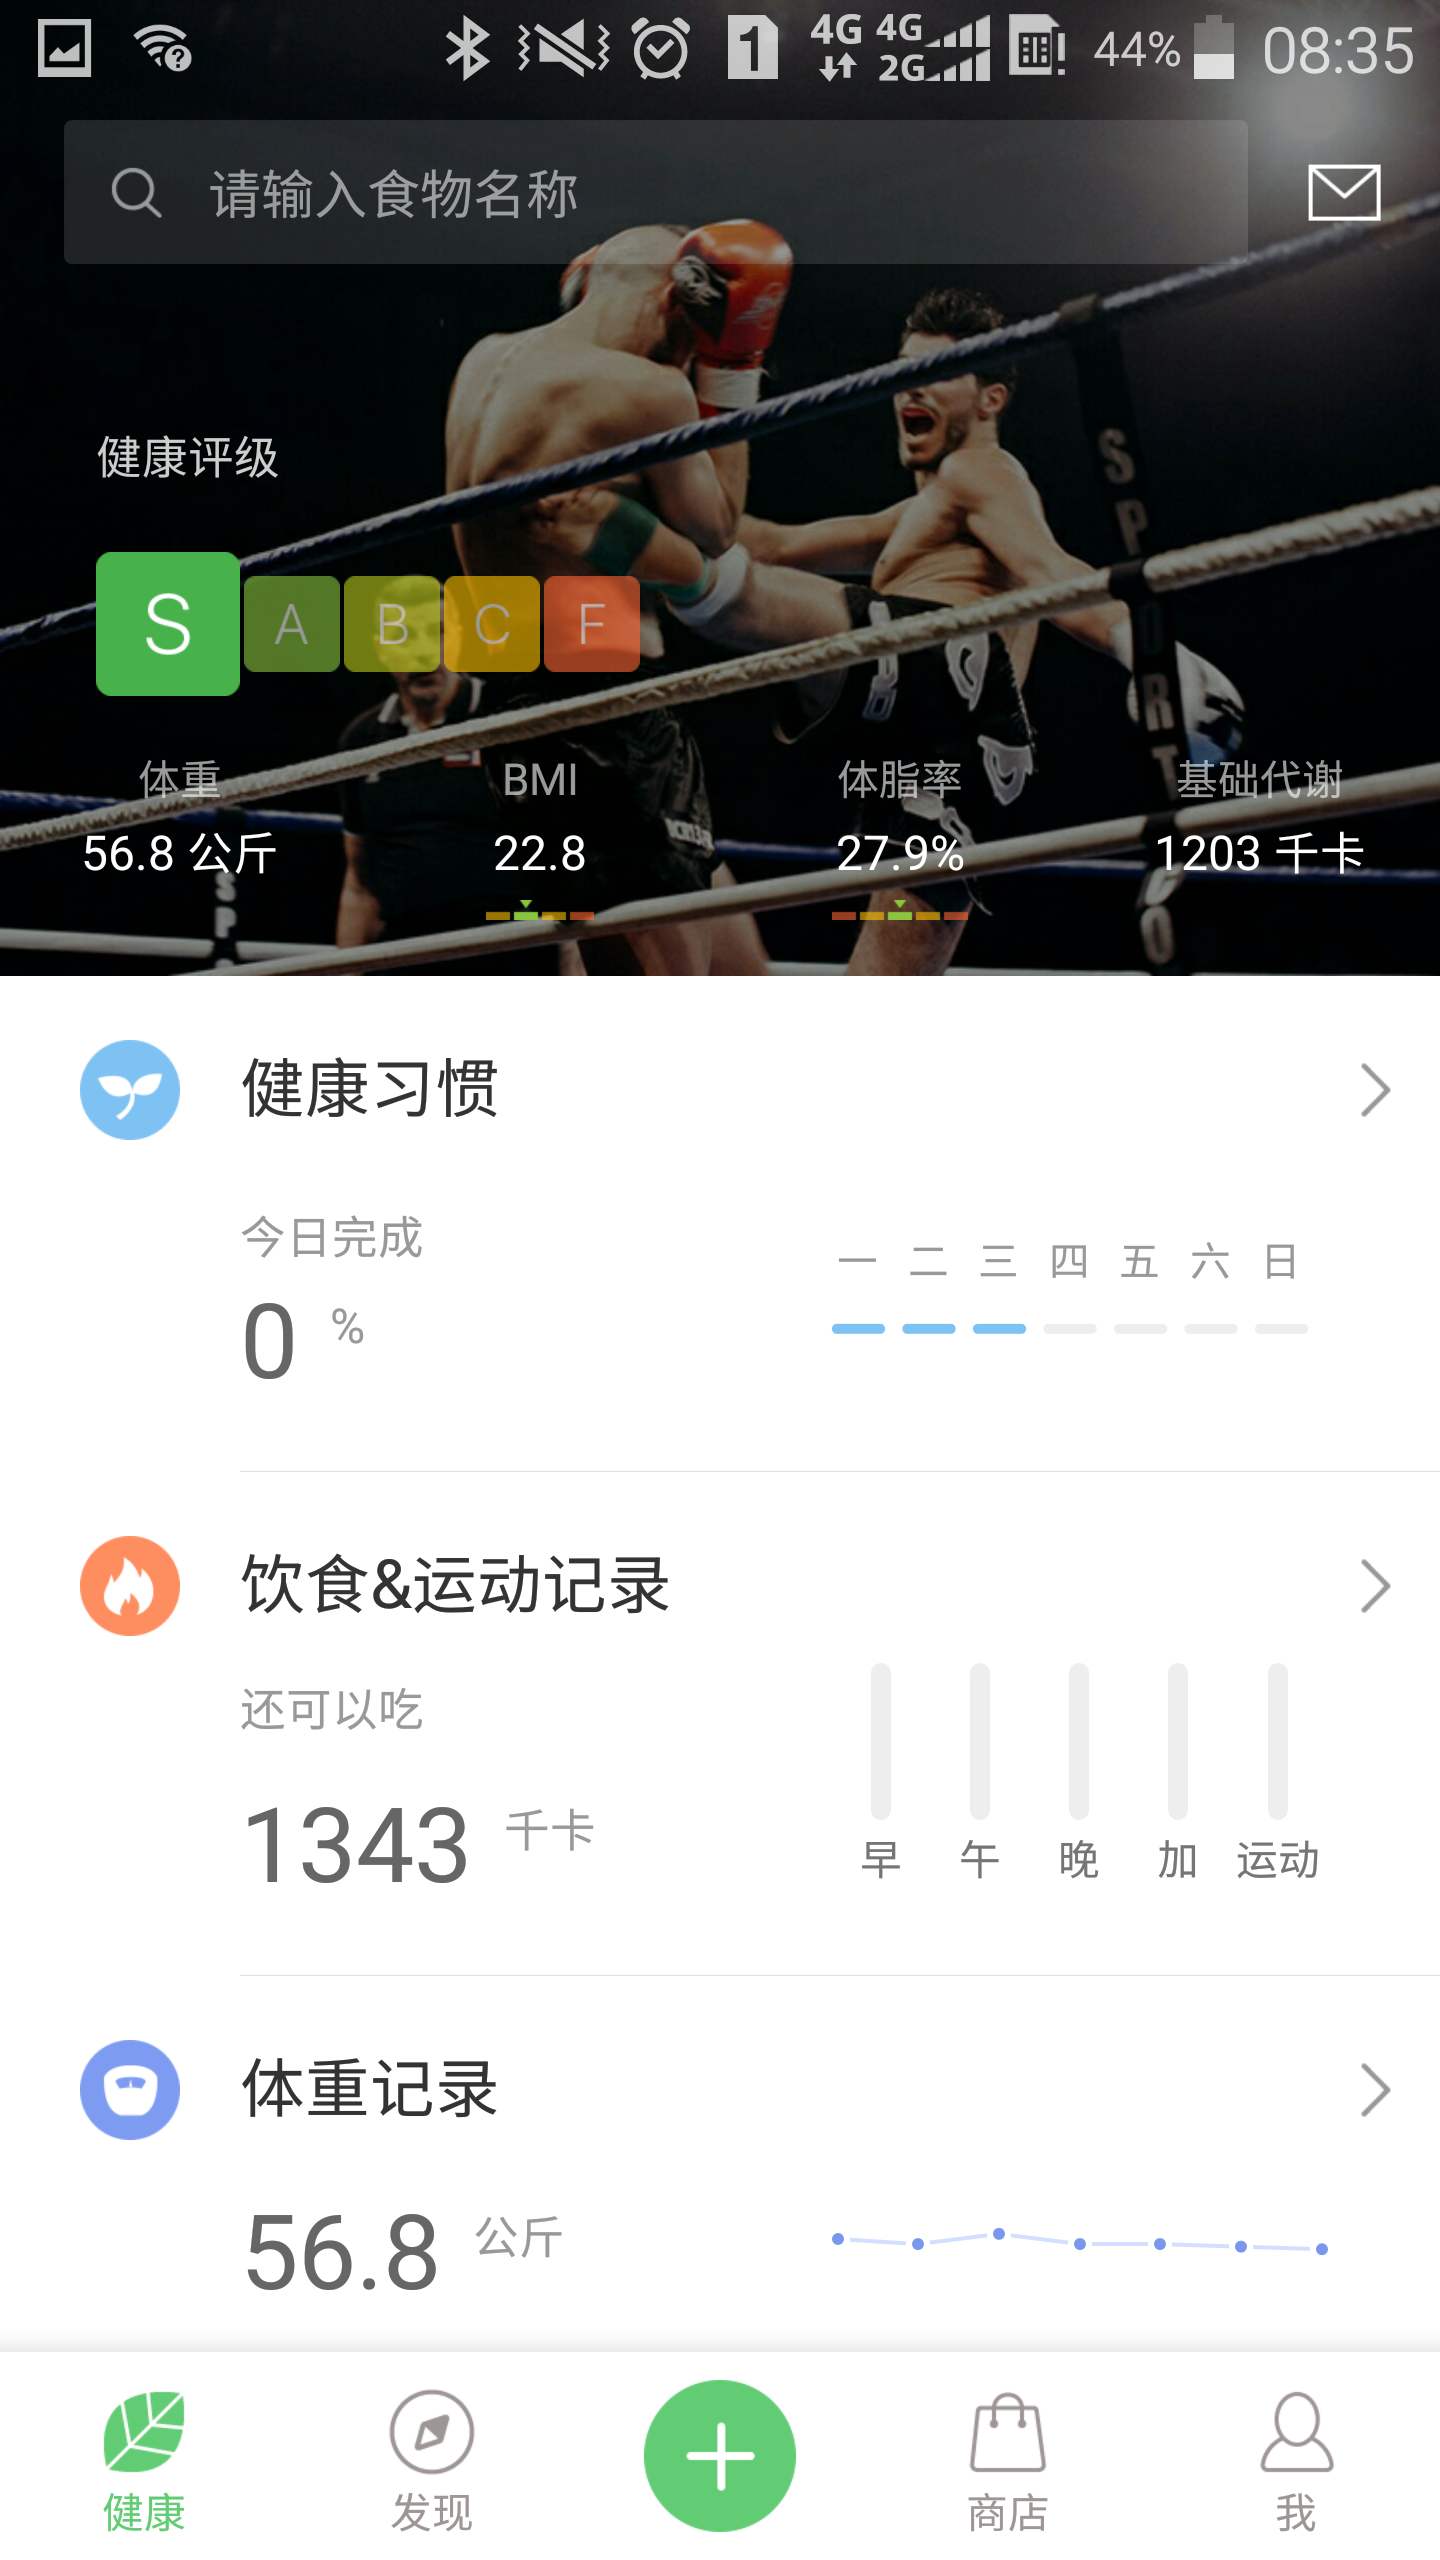 4G 4G 2G 44% 08:35
请输入食物名称
健康评级
S A B C F
体重 BMI 体脂率 基础代谢
56.8 公斤 22.8 27.9% 1203 千卡
SPORT
健康习惯
今日完成
一 二 三 四 五 六 日
0 %
饮食&运动记录
还可以吃
1343 千卡
早 午 晚 加 运动
体重记录
56.8 公斤
健康 发现 商店 我